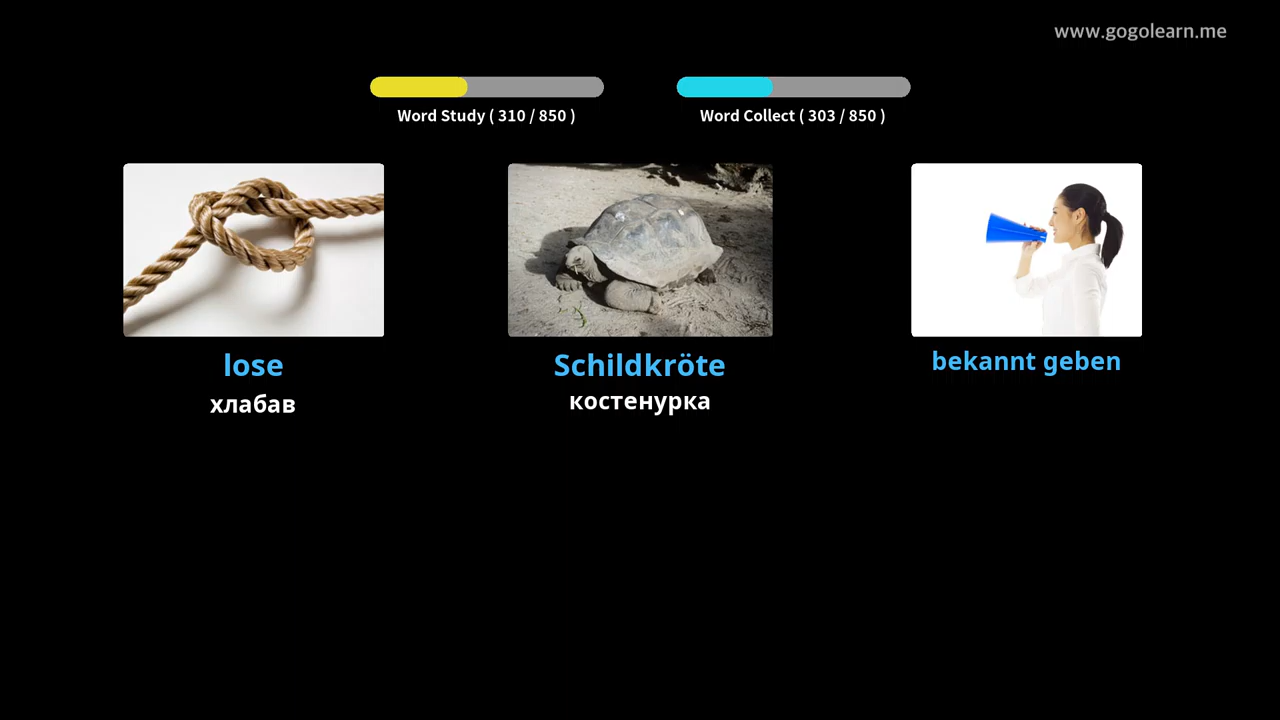 www.gogolearn.me
Word Study ( 310 / 850 )
Word Collect ( 303 / 850 )
lose
хлабав
Schildkröte
костенурка
bekannt geben